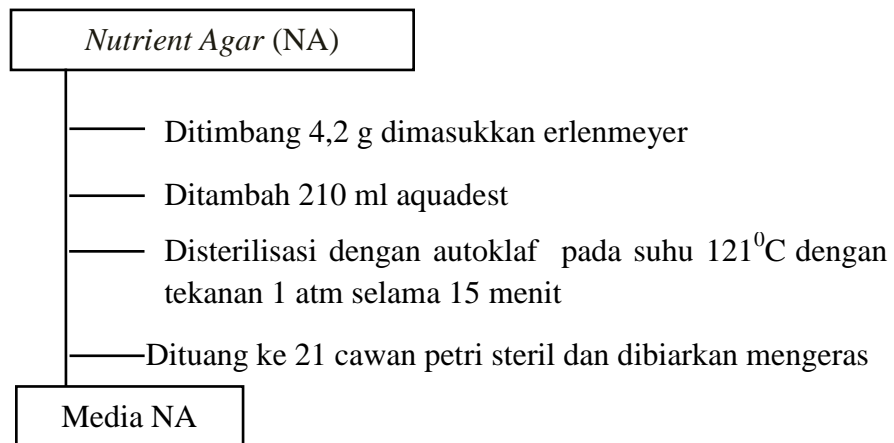 Nutrient Agar (NA)
Ditimbang 4,2 g dimasukkan erlenmeyer
Ditambah 210 ml aquadest
Disterilisasi dengan autoklaf pada suhu 121⁰C dengan
tekanan 1 atm selama 15 menit
Dituang ke 21 cawan petri steril dan dibiarkan mengeras
Media NA